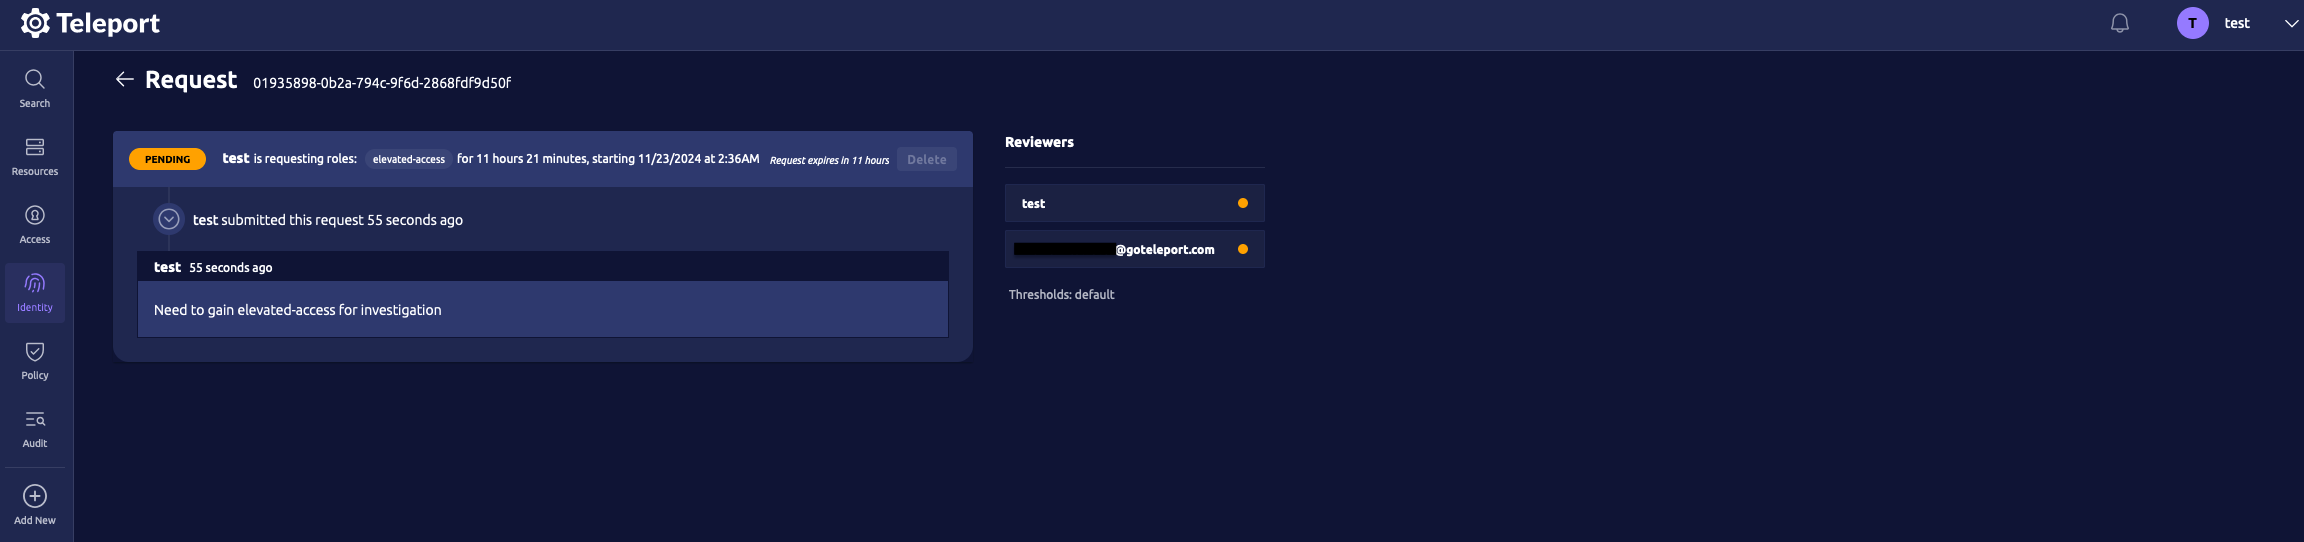 Teleport
T test
Search
Resources
Access
Identity
Policy
Audit
Add New
Request 01935898-0b2a-794c-9f6d-2868fdf9d50f
PENDING test is requesting roles: elevated-access for 11 hours 21 minutes, starting 11/23/2024 at 2:36AM Request expires in 11 hours Delete
test submitted this request 55 seconds ago
test 55 seconds ago
Need to gain elevated-access for investigation
Reviewers
test
@goteleport.com
Thresholds: default